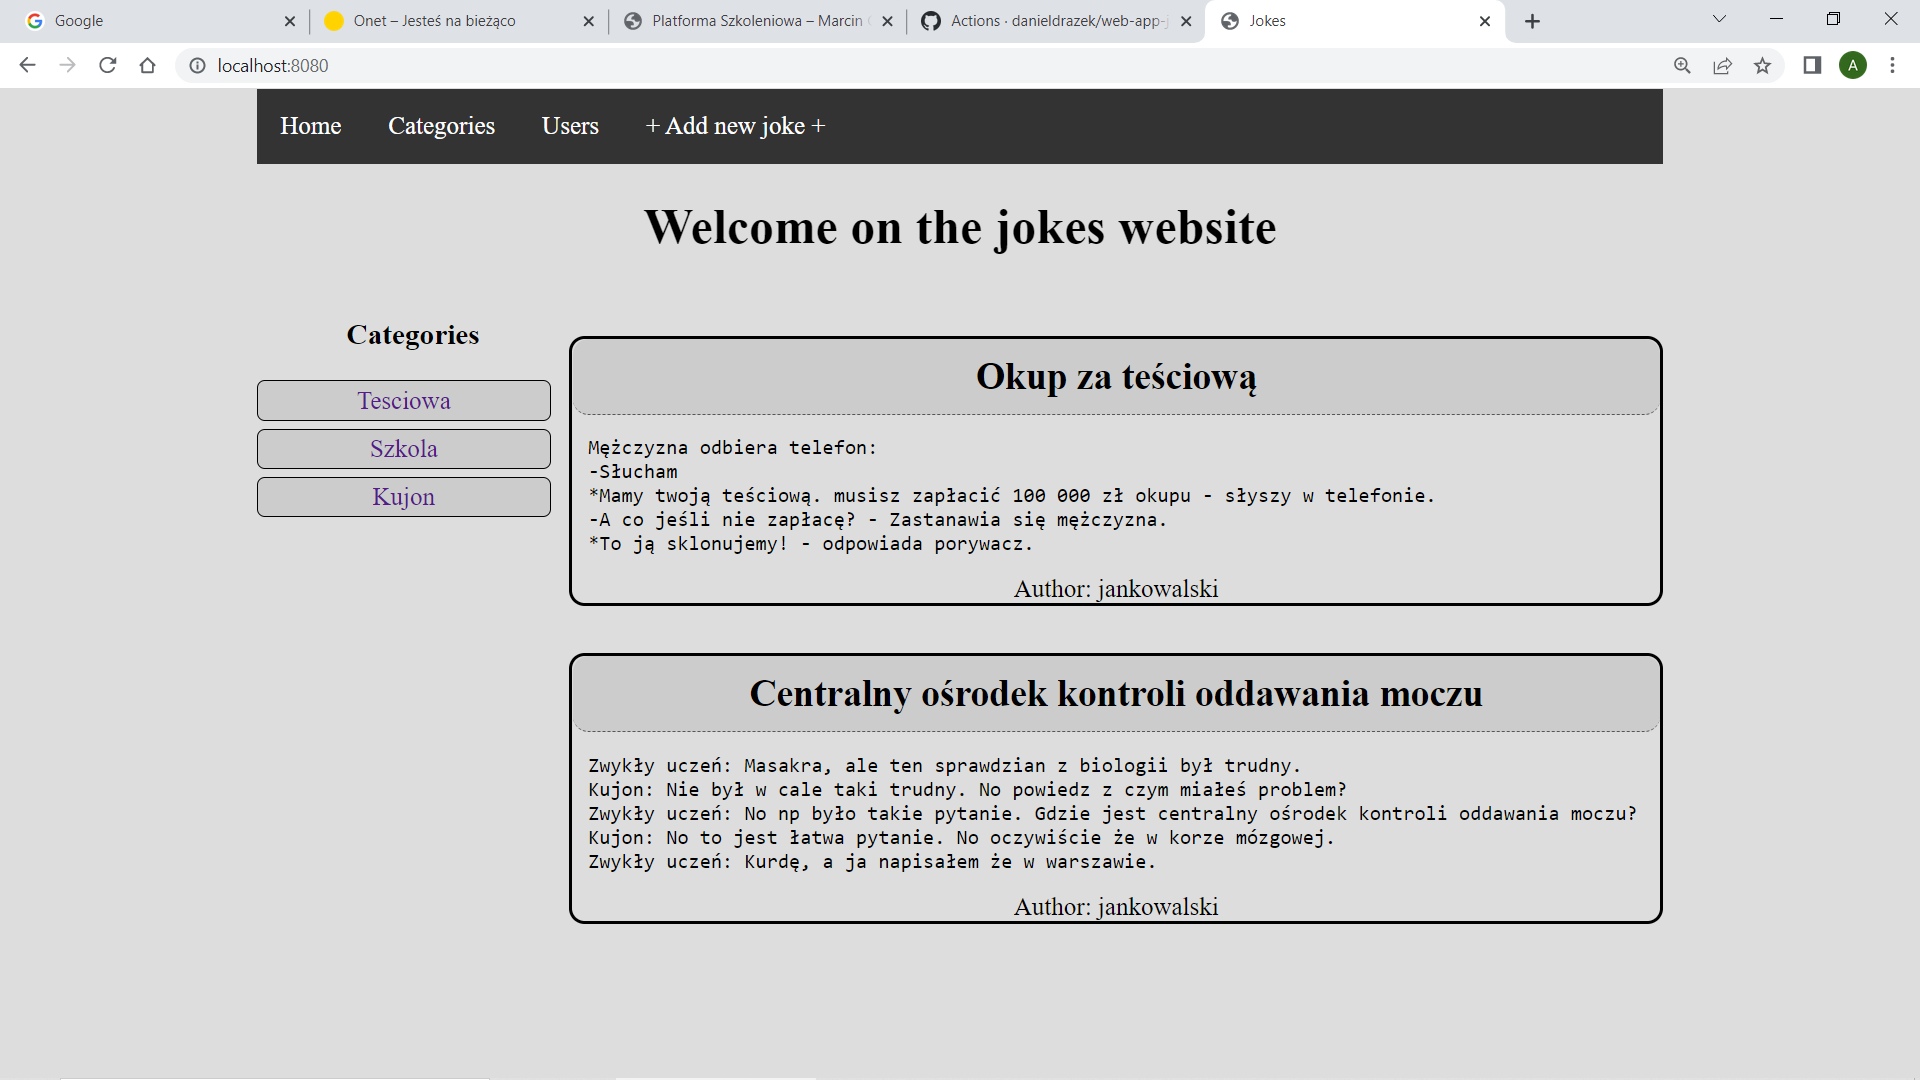 Google
Onet – Jesteś na bieżąco
Platforma Szkoleniowa – Marcin
Actions · danieldrazek/web-app-j
Jokes
localhost:8080
A
Home
Categories
Users
+ Add new joke +
Welcome on the jokes website
Categories
Tesciowa
Szkola
Kujon
Okup za teściową
Mężczyzna odbiera telefon:
-Słucham
*Mamy twoją teściową. musisz zapłacić 100 000 zł okupu - słyszy w telefonie.
-A co jeśli nie zapłacę? - Zastanawia się mężczyzna.
*To ją sklonujemy! - odpowiada porywacz.
Author: jankowalski
Centralny ośrodek kontroli oddawania moczu
Zwykły uczeń: Masakra, ale ten sprawdzian z biologii był trudny.
Kujon: Nie był w cale taki trudny. No powiedz z czym miałeś problem?
Zwykły uczeń: No np było takie pytanie. Gdzie jest centralny ośrodek kontroli oddawania moczu?
Kujon: No to jest łatwa pytanie. No oczywiście że w korze mózgowej.
Zwykły uczeń: Kurdę, a ja napisałem że w warszawie.
Author: jankowalski